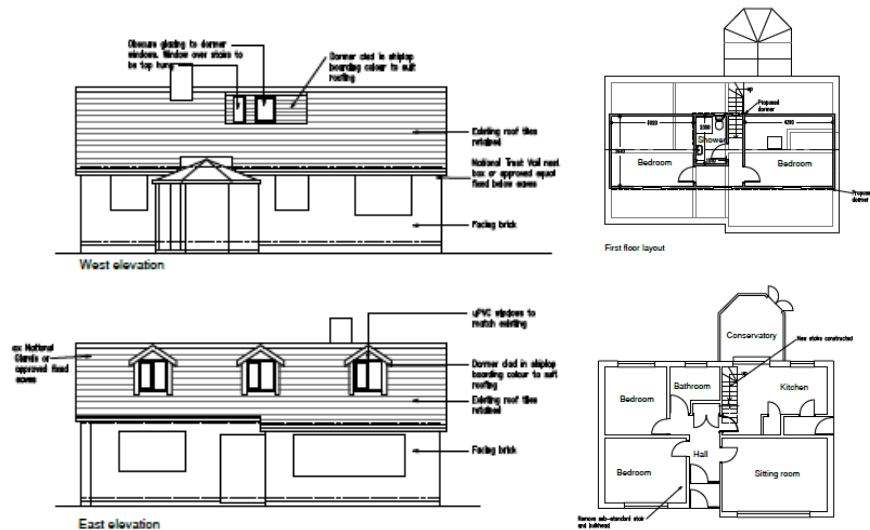 Obscure glazing to dormer
windows. Window over stairs to
be top hung
Dormer clad in shiplap
boarding colour to suit
roofing
Existing roof tiles
retained
National Trust Voil nest
box or approved equal
fixed below eaves
Facing brick
West elevation
uPVC windows to
match existing
ex National
Glands or
approved fixed
eaves
Dormer clad in shiplap
boarding colour to suit
roofing
Existing roof tiles
retained
Facing brick
East elevation
up
Proposed
dormer
Shower
Bedroom
Bedroom
Propose
dormer
First floor layout
Conservatory
New stairs constructed
Bedroom
Bathroom
Kitchen
Hall
Bedroom
Sitting room
Remove sub-standard stair
and bulkhead